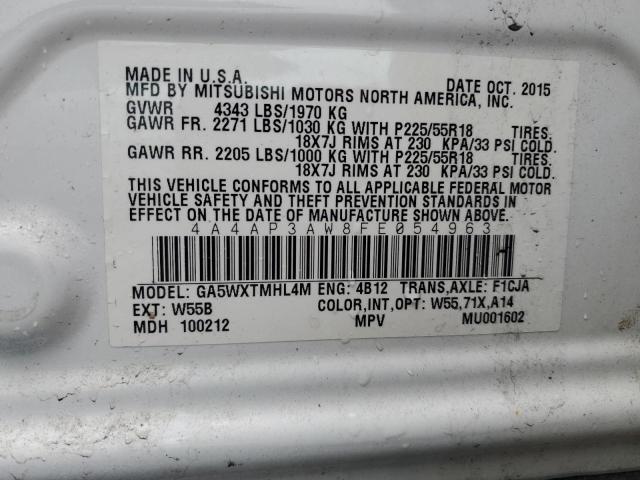 MADE IN U.S.A. DATE OCT. 2015
MFD BY MITSUBISHI MOTORS NORTH AMERICA, INC.
GVWR 4343 LBS/1970 KG
GAWR FR. 2271 LBS/1030 KG WITH P225/55R18 TIRES.
18X7J RIMS AT 230 KPA/33 PSI COLD.
GAWR RR. 2205 LBS/1000 KG WITH P225/55R18 TIRES.
18X7J RIMS AT 230 KPA/33 PSI COLD.
THIS VEHICLE CONFORMS TO ALL APPLICABLE FEDERAL MOTOR
VEHICLE SAFETY AND THEFT PREVENTION STANDARDS IN
EFFECT ON THE DATE OF MANUFACTURE SHOWN ABOVE.
4A4AP3AW8FE054963
MODEL: GA5WXTMHL4M ENG: 4B12 TRANS,AXLE: F1CJA
EXT: W55B COLOR,INT,OPT: W55,71X,A14
MDH 100212 MPV MU001602